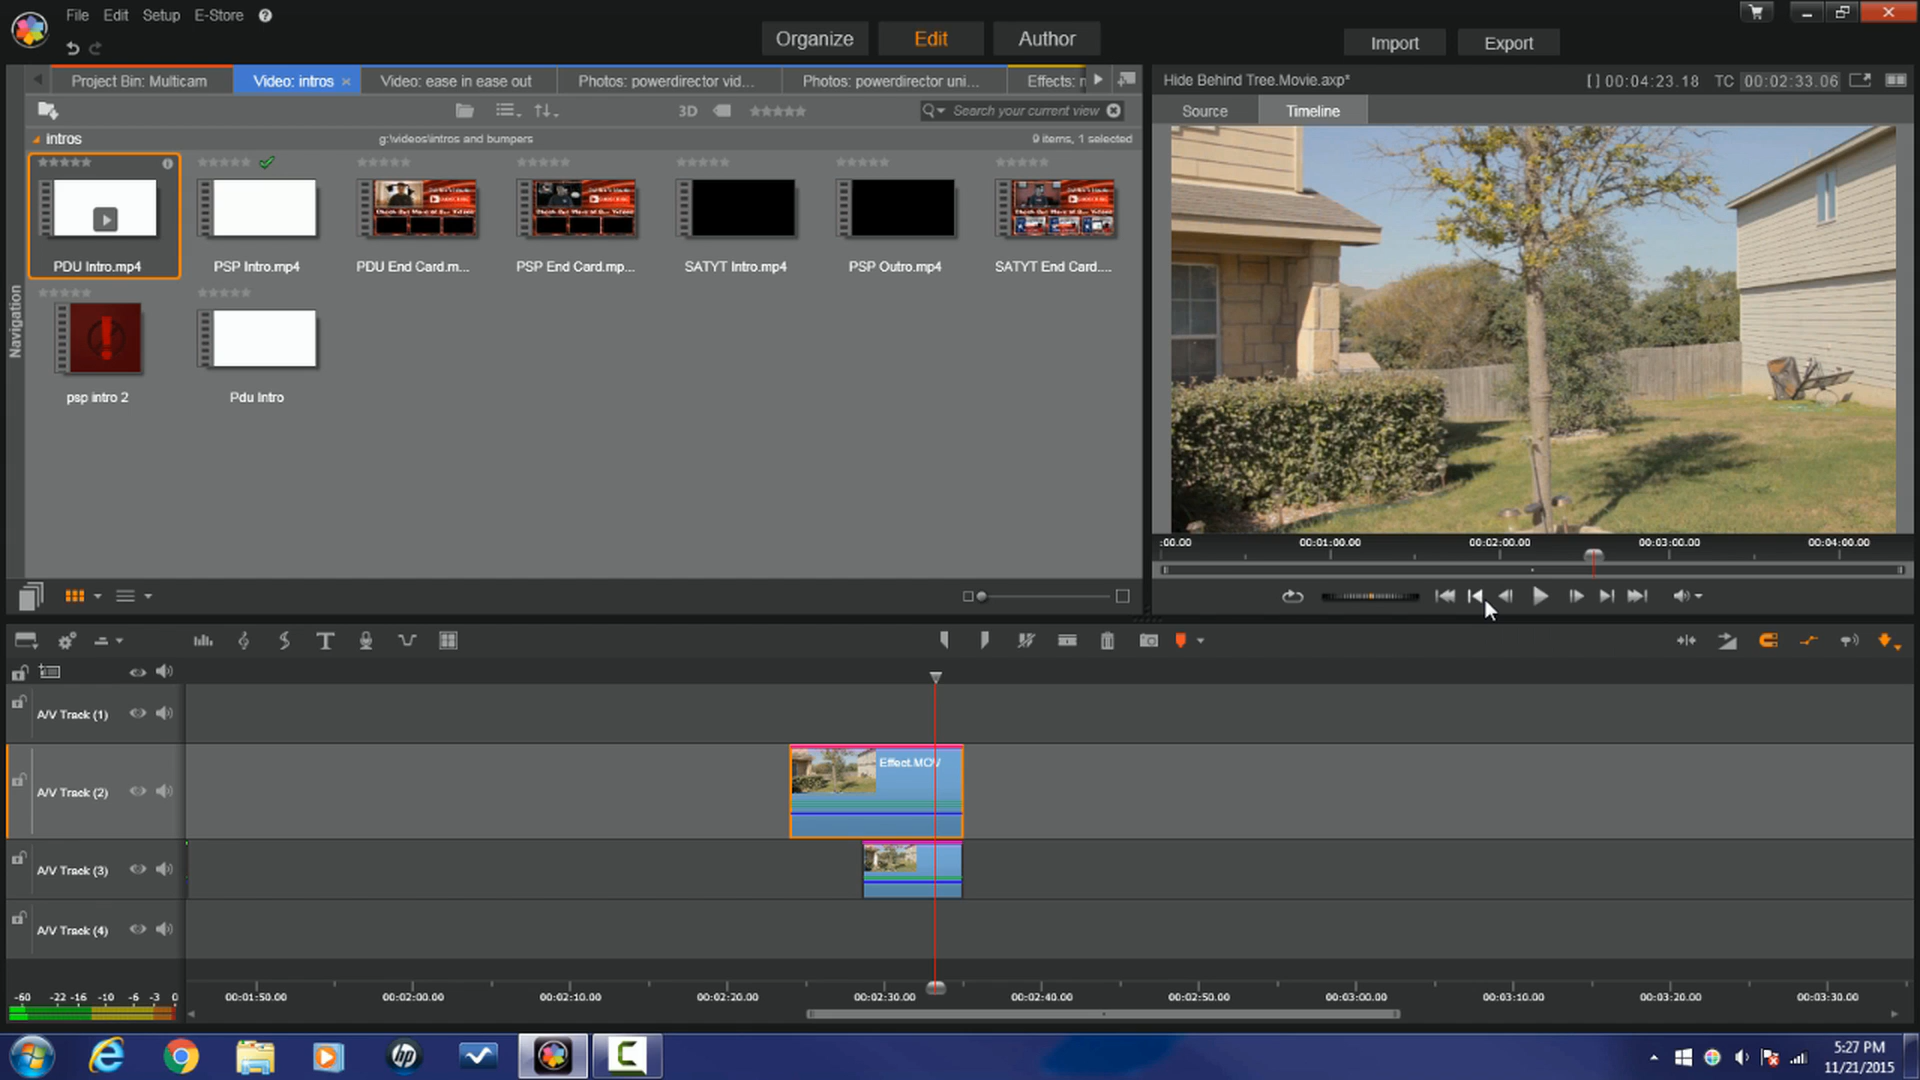 File Edit Setup E-Store ?
Organize Edit Author
Import Export
Project Bin: Multicam Video: intros × Video: ease in ease out Photos: powerdirector vid... Photos: powerdirector uni... Effects:
Hide Behind Tree.Movie.axp* [ ] 00:04:23.18 TC 00:02:33.06
Source Timeline
3D Search your current view
intros g:\videos\intros and bumpers 9 items, 1 selected
PDU Intro.mp4 PSP Intro.mp4 PDU End Card.m... PSP End Card.mp... SATYT Intro.mp4 PSP Outro.mp4 SATYT End Card....
psp intro 2 Pdu Intro
Navigation
:00.00 00:01:00.00 00:02:00.00 00:03:00.00 00:04:00.00
A/V Track (1)
A/V Track (2)
Effect.MOV
A/V Track (3)
A/V Track (4)
-60 -22 -16 -10 -6 -3 0
00:01:50.00 00:02:00.00 00:02:10.00 00:02:20.00 00:02:30.00 00:02:40.00 00:02:50.00 00:03:00.00 00:03:10.00 00:03:20.00 00:03:30.00
hp
5:27 PM
11/21/2015